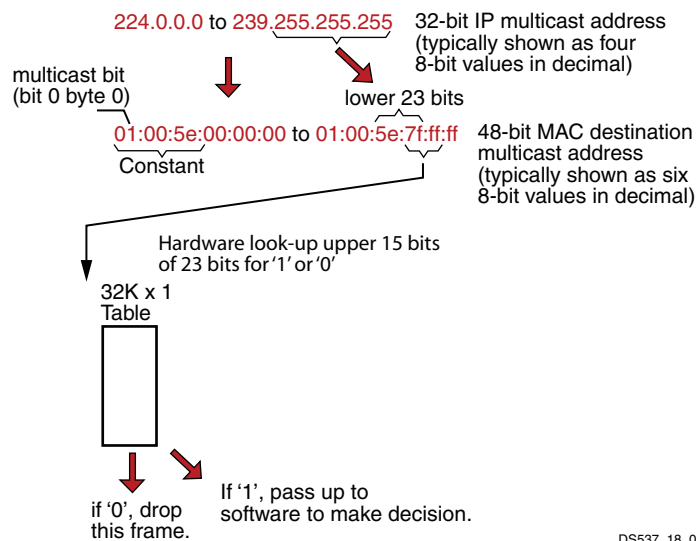 224.0.0.0 to 239.255.255.255
32-bit IP multicast address
(typically shown as four
8-bit values in decimal)
multicast bit
(bit 0 byte 0)
lower 23 bits
01:00:5e:00:00:00 to 01:00:5e:7f:ff:ff
48-bit MAC destination
multicast address
(typically shown as six
8-bit values in decimal)
Constant
Hardware look-up upper 15 bits
of 23 bits for '1' or '0'
32K x 1
Table
if '0', drop
this frame.
If '1', pass up to
software to make decision.
DS537_18_0